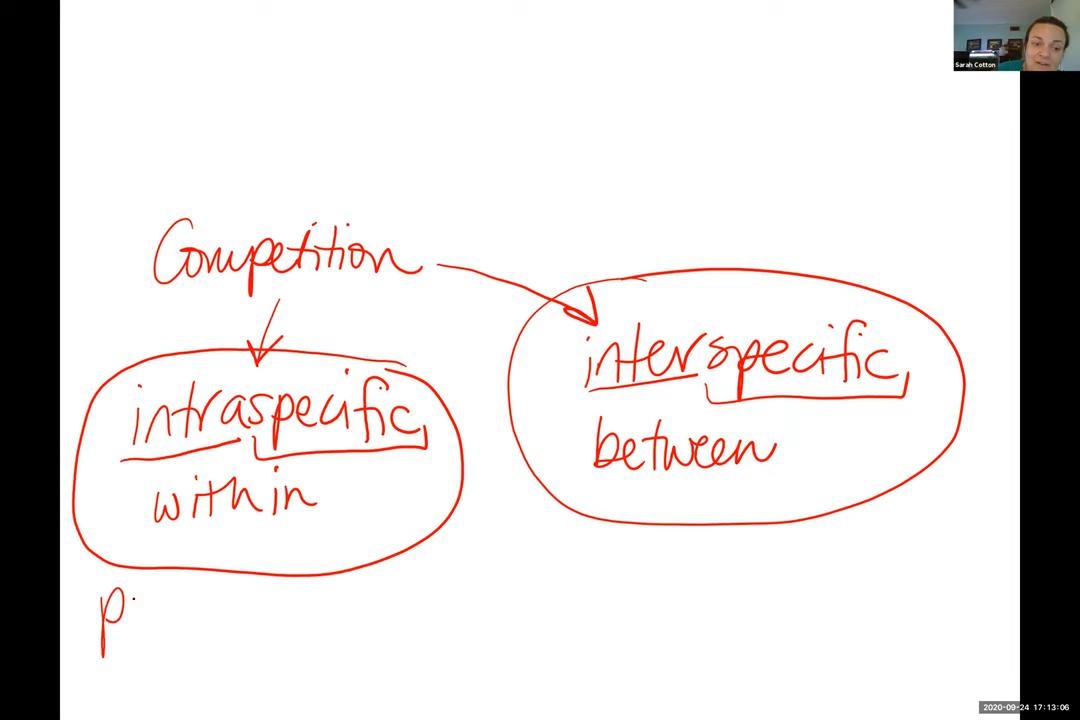 Sarah Cotton
Competition
interspecific
intraspecific
between
within
p
2020-09-24 17:13:06